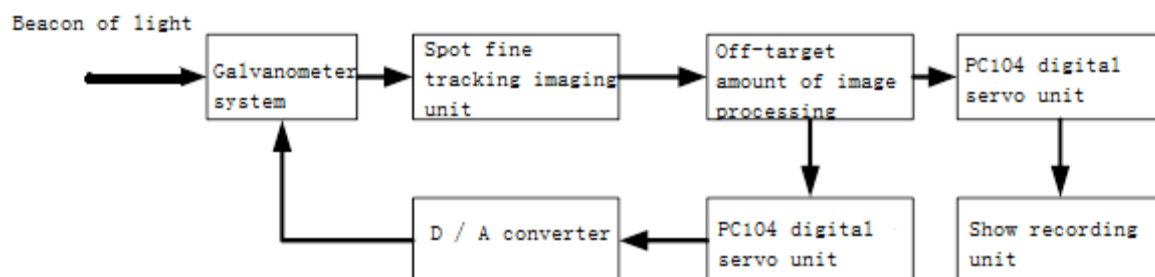 Beacon of light
Galvanometer
system
Spot fine
tracking imaging
unit
Off-target
amount of image
processing
PC104 digital
servo unit
D / A converter
PC104 digital
servo unit
Show recording
unit